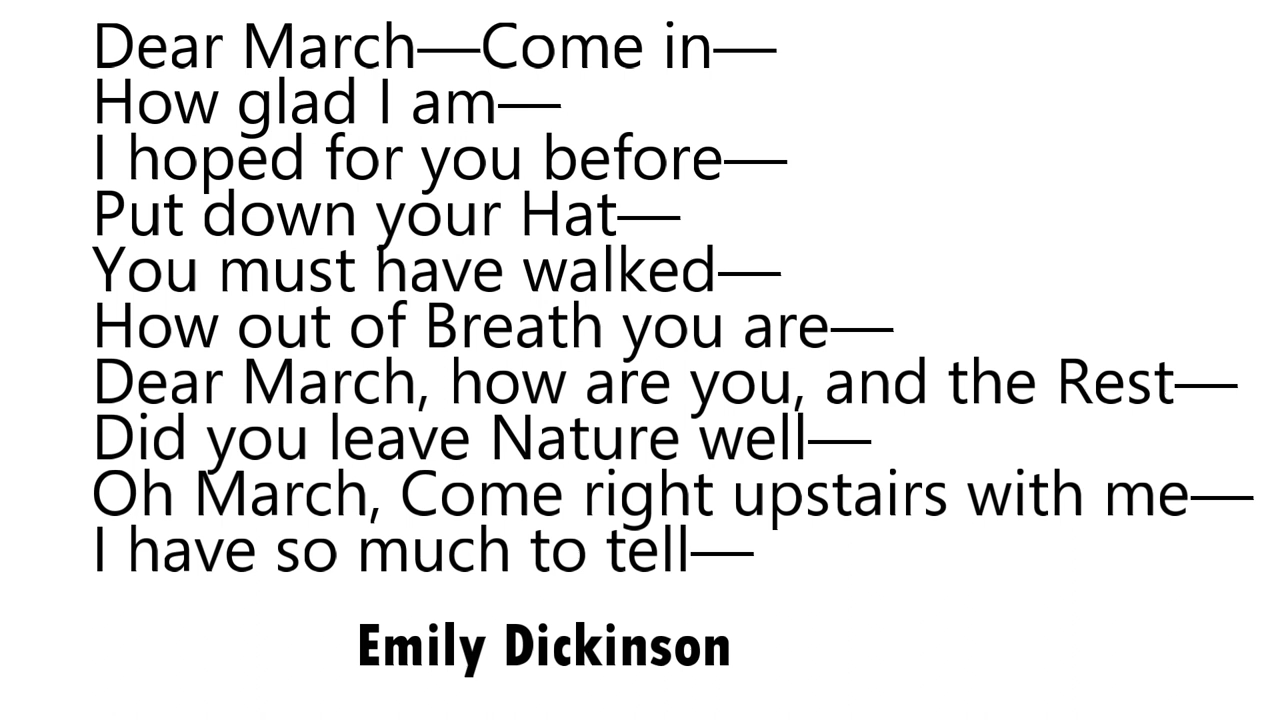 Dear March—Come in—
How glad I am—
I hoped for you before—
Put down your Hat—
You must have walked—
How out of Breath you are—
Dear March, how are you, and the Rest—
Did you leave Nature well—
Oh March, Come right upstairs with me—
I have so much to tell—
Emily Dickinson